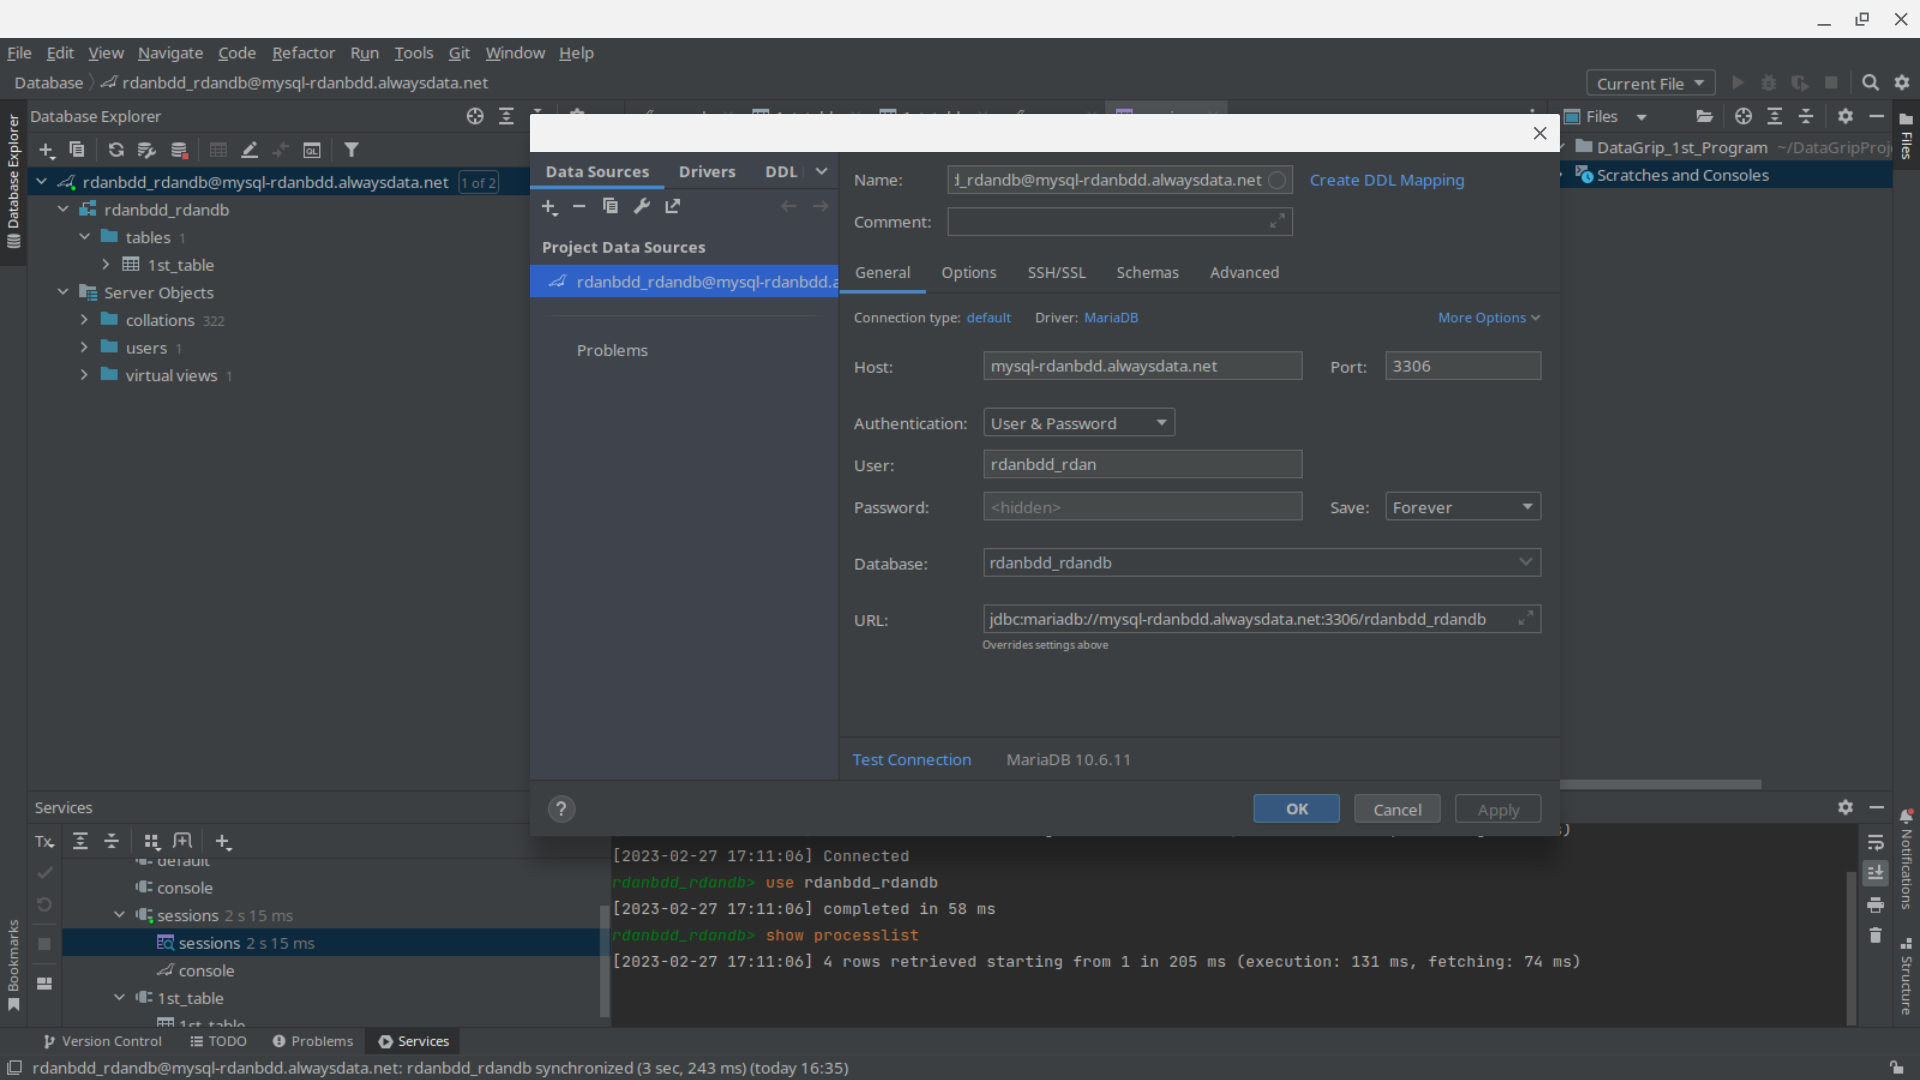 File Edit View Navigate Code Refactor Run Tools Git Window Help
Database rdanbdd_rdandb@mysql-rdanbdd.alwaysdata.net
Current File
Database Explorer
Database Explorer
rdanbdd_rdandb@mysql-rdanbdd.alwaysdata.net 1 of 2
rdanbdd_rdandb
tables 1
1st_table
Server Objects
collations 322
users 1
virtual views 1
Data Sources Drivers DDL
Project Data Sources
rdanbdd_rdandb@mysql-rdanbdd.a
Problems
Name: d_rdandb@mysql-rdanbdd.alwaysdata.net Create DDL Mapping
Comment:
General Options SSH/SSL Schemas Advanced
Connection type: default Driver: MariaDB More Options
Host: mysql-rdanbdd.alwaysdata.net Port: 3306
Authentication: User & Password
User: rdanbdd_rdan
Password: <hidden> Save: Forever
Database: rdanbdd_rdandb
URL: jdbc:mariadb://mysql-rdanbdd.alwaysdata.net:3306/rdanbdd_rdandb
Overrides settings above
Test Connection MariaDB 10.6.11
? OK Cancel Apply
Files
DataGrip_1st_Program ~/DataGripProj
Scratches and Consoles
Files
Services
Tx
default
console
sessions 2 s 15 ms
sessions 2 s 15 ms
console
1st_table
1st_table
[2023-02-27 17:11:06] Connected
rdanbdd_rdandb> use rdanbdd_rdandb
[2023-02-27 17:11:06] completed in 58 ms
rdanbdd_rdandb> show processlist
[2023-02-27 17:11:06] 4 rows retrieved starting from 1 in 205 ms (execution: 131 ms, fetching: 74 ms)
Notifications
Structure
Bookmarks
Version Control TODO Problems Services
rdanbdd_rdandb@mysql-rdanbdd.alwaysdata.net: rdanbdd_rdandb synchronized (3 sec, 243 ms) (today 16:35)